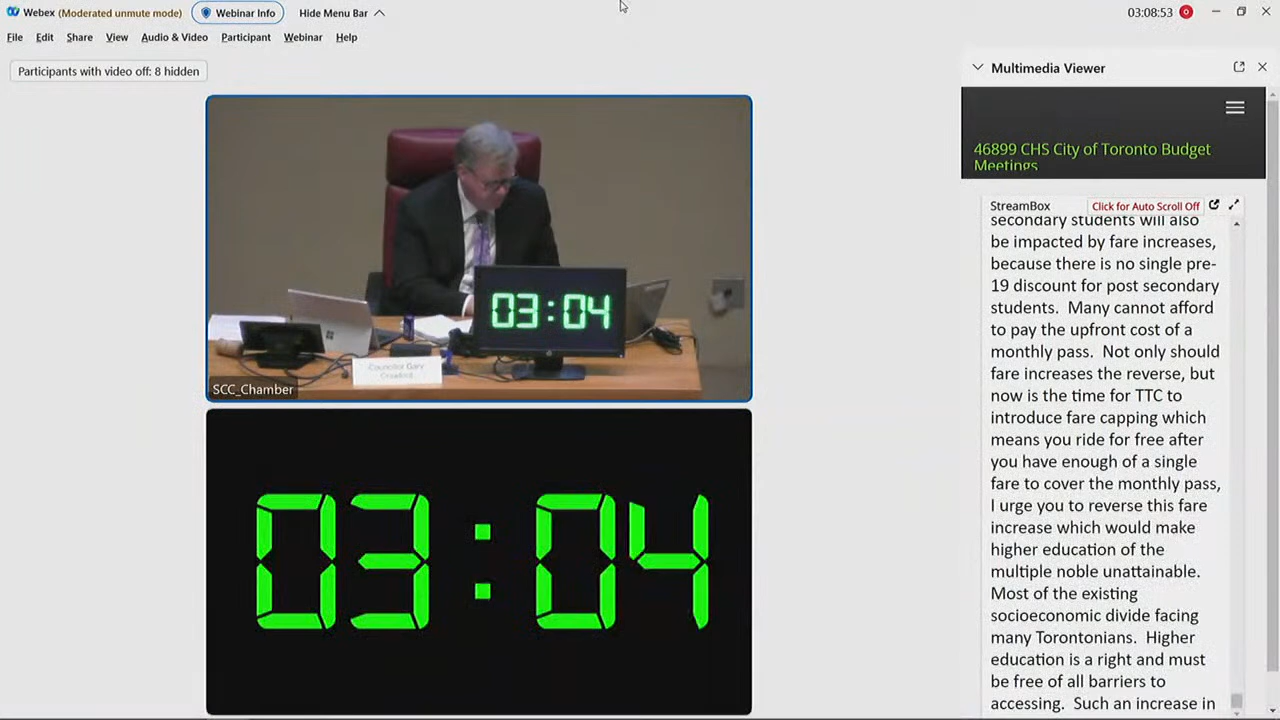 Webex (Moderated unmute mode) Webinar Info Hide Menu Bar 03:08:53
File Edit Share View Audio & Video Participant Webinar Help
Participants with video off: 8 hidden
Multimedia Viewer
46899 CHS City of Toronto Budget
Meetings
StreamBox Click for Auto Scroll Off
secondary students will also
be impacted by fare increases,
because there is no single pre-
19 discount for post secondary
students. Many cannot afford
to pay the upfront cost of a
monthly pass. Not only should
fare increases the reverse, but
now is the time for TTC to
introduce fare capping which
means you ride for free after
you have enough of a single
fare to cover the monthly pass,
I urge you to reverse this fare
increase which would make
higher education of the
multiple noble unattainable.
Most of the existing
socioeconomic divide facing
many Torontonians. Higher
education is a right and must
be free of all barriers to
accessing. Such an increase in
03:04
Councillor Gary
SCC_Chamber
03:04